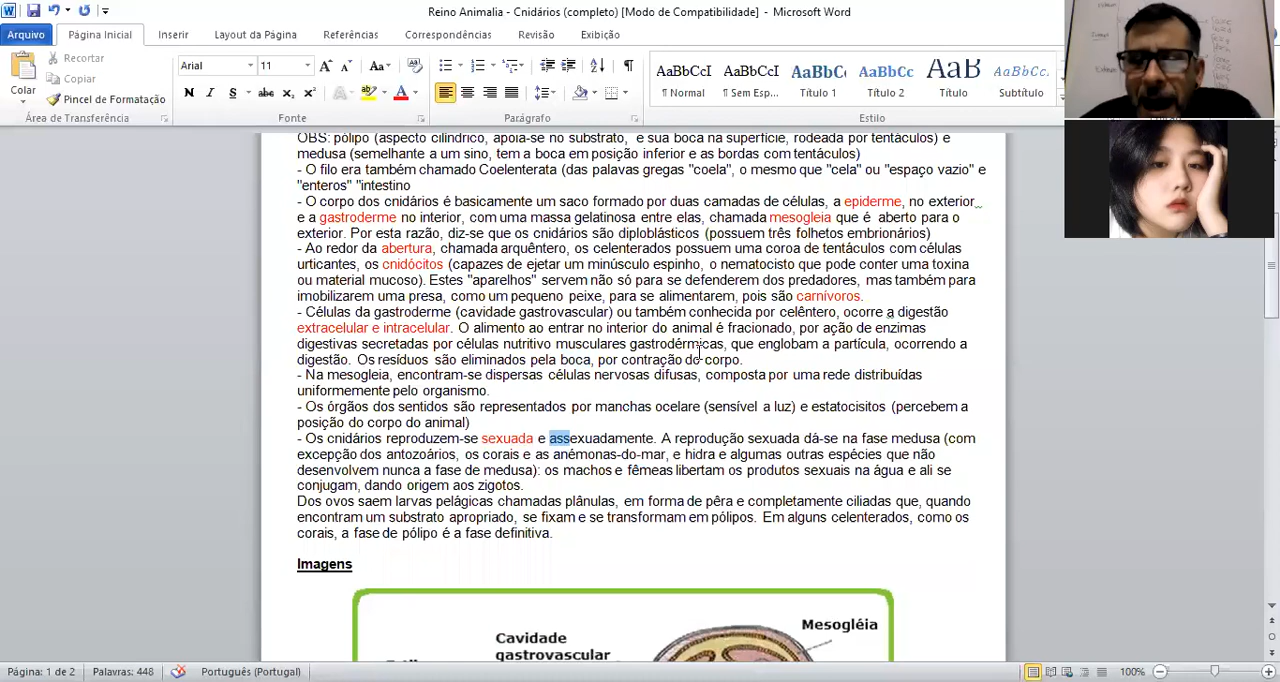 Reino Animalia - Cnidários (completo) [Modo de Compatibilidade] - Microsoft Word
Arquivo Página Inicial Inserir Layout da Página Referências Correspondências Revisão Exibição
Recortar
Copiar
Pincel de Formatação
Colar
Área de Transferência
Arial 11
Fonte
Parágrafo
AaBbCcI AaBbCcI AaBbCc AaBbCc AaB AaBbCcI
¶ Normal ¶ Sem Esp... Título 1 Título 2 Título Subtítulo
Estilo
OBS: pólipo (aspecto cilíndrico, apoia-se no substrato, e sua boca na superfície, rodeada por tentáculos) e
medusa (semelhante a um sino, tem a boca em posição inferior e as bordas com tentáculos)
- O filo era também chamado Coelenterata (das palavras gregas "coela", o mesmo que "cela" ou "espaço vazio" e
"enteros" "intestino
- O corpo dos cnidários é basicamente um saco formado por duas camadas de células, a epiderme, no exterior
e a gastroderme no interior, com uma massa gelatinosa entre elas, chamada mesogleia que é aberto para o
exterior. Por esta razão, diz-se que os cnidários são diploblásticos (possuem três folhetos embrionários)
- Ao redor da abertura, chamada arquêntero, os celenterados possuem uma coroa de tentáculos com células
urticantes, os cnidócitos (capazes de ejetar um minúsculo espinho, o nematocisto que pode conter uma toxina
ou material mucoso). Estes "aparelhos" servem não só para se defenderem dos predadores, mas também para
imobilizarem uma presa, como um pequeno peixe, para se alimentarem, pois são carnívoros.
- Células da gastroderme (cavidade gastrovascular) ou também conhecida por celêntero, ocorre a digestão
extracelular e intracelular. O alimento ao entrar no interior do animal é fracionado, por ação de enzimas
digestivas secretadas por células nutritivo musculares gastrodérmicas, que englobam a partícula, ocorrendo a
digestão. Os resíduos são eliminados pela boca, por contração do corpo.
- Na mesogleia, encontram-se dispersas células nervosas difusas, composta por uma rede distribuídas
uniformemente pelo organismo.
- Os órgãos dos sentidos são representados por manchas ocelare (sensível a luz) e estatocisitos (percebem a
posição do corpo do animal)
- Os cnidários reproduzem-se sexuada e assexuadamente. A reprodução sexuada dá-se na fase medusa (com
excepção dos antozoários, os corais e as anémonas-do-mar, e hidra e algumas outras espécies que não
desenvolvem nunca a fase de medusa): os machos e fêmeas libertam os produtos sexuais na água e ali se
conjugam, dando origem aos zigotos.
Dos ovos saem larvas pelágicas chamadas plânulas, em forma de pêra e completamente ciliadas que, quando
encontram um substrato apropriado, se fixam e se transformam em pólipos. Em alguns celenterados, como os
corais, a fase de pólipo é a fase definitiva.
Imagens
Mesogléia
Cavidade
gastrovascular
Página: 1 de 2 Palavras: 448 Português (Portugal) 100%